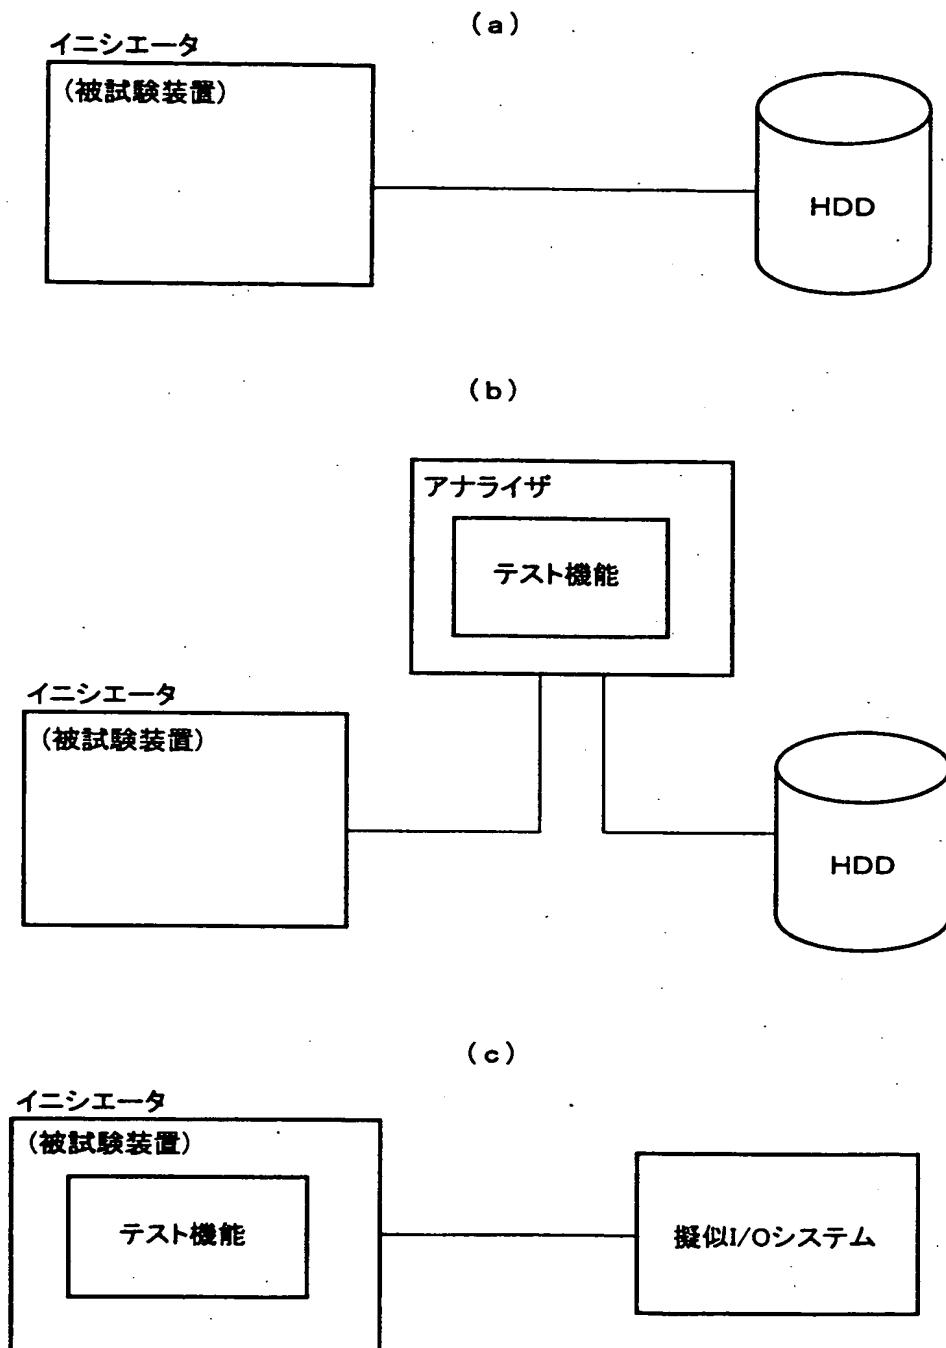 (a)
イニシエータ
(被試験装置)
HDD
(b)
アナライザ
テスト機能
イニシエータ
(被試験装置)
HDD
(c)
イニシエータ
(被試験装置)
テスト機能
擬似I/Oシステム